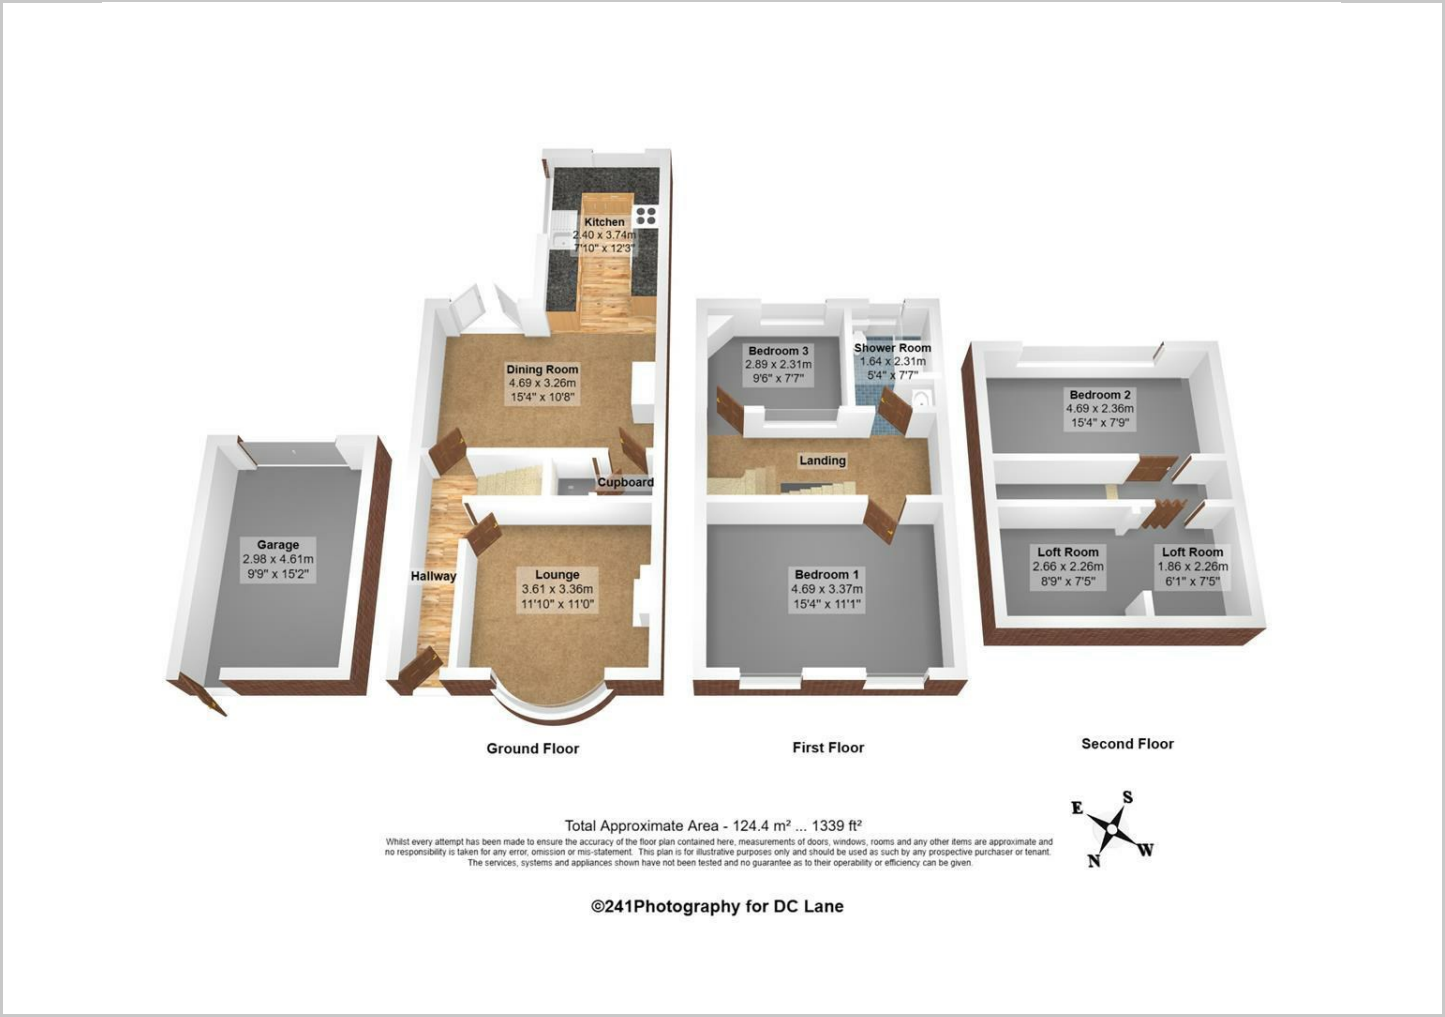 Kitchen
2.40 x 3.74m
7'10" x 12'3"
Dining Room
4.69 x 3.26m
15'4" x 10'8"
Cupboard
Garage
2.98 x 4.61m
9'9" x 15'2"
Hallway
Lounge
3.61 x 3.36m
11'10" x 11'0"
Bedroom 3
2.89 x 2.31m
9'6" x 7'7"
Shower Room
1.64 x 2.31m
5'4" x 7'7"
Landing
Bedroom 1
4.69 x 3.37m
15'4" x 11'1"
Bedroom 2
4.69 x 2.36m
15'4" x 7'9"
Loft Room
2.66 x 2.26m
8'9" x 7'5"
Loft Room
1.86 x 2.26m
6'1" x 7'5"
Ground Floor
First Floor
Second Floor
E
S
N
W
Total Approximate Area - 124.4 m² ... 1339 ft²
Whilst every attempt has been made to ensure the accuracy of the floor plan contained here, measurements of doors, windows, rooms and any other items are approximate and
no responsibility is taken for any error, omission or mis-statement. This plan is for illustrative purposes only and should be used as such by any prospective purchaser or tenant.
The services, systems and appliances shown have not been tested and no guarantee as to their operability or efficiency can be given.
©241Photography for DC Lane